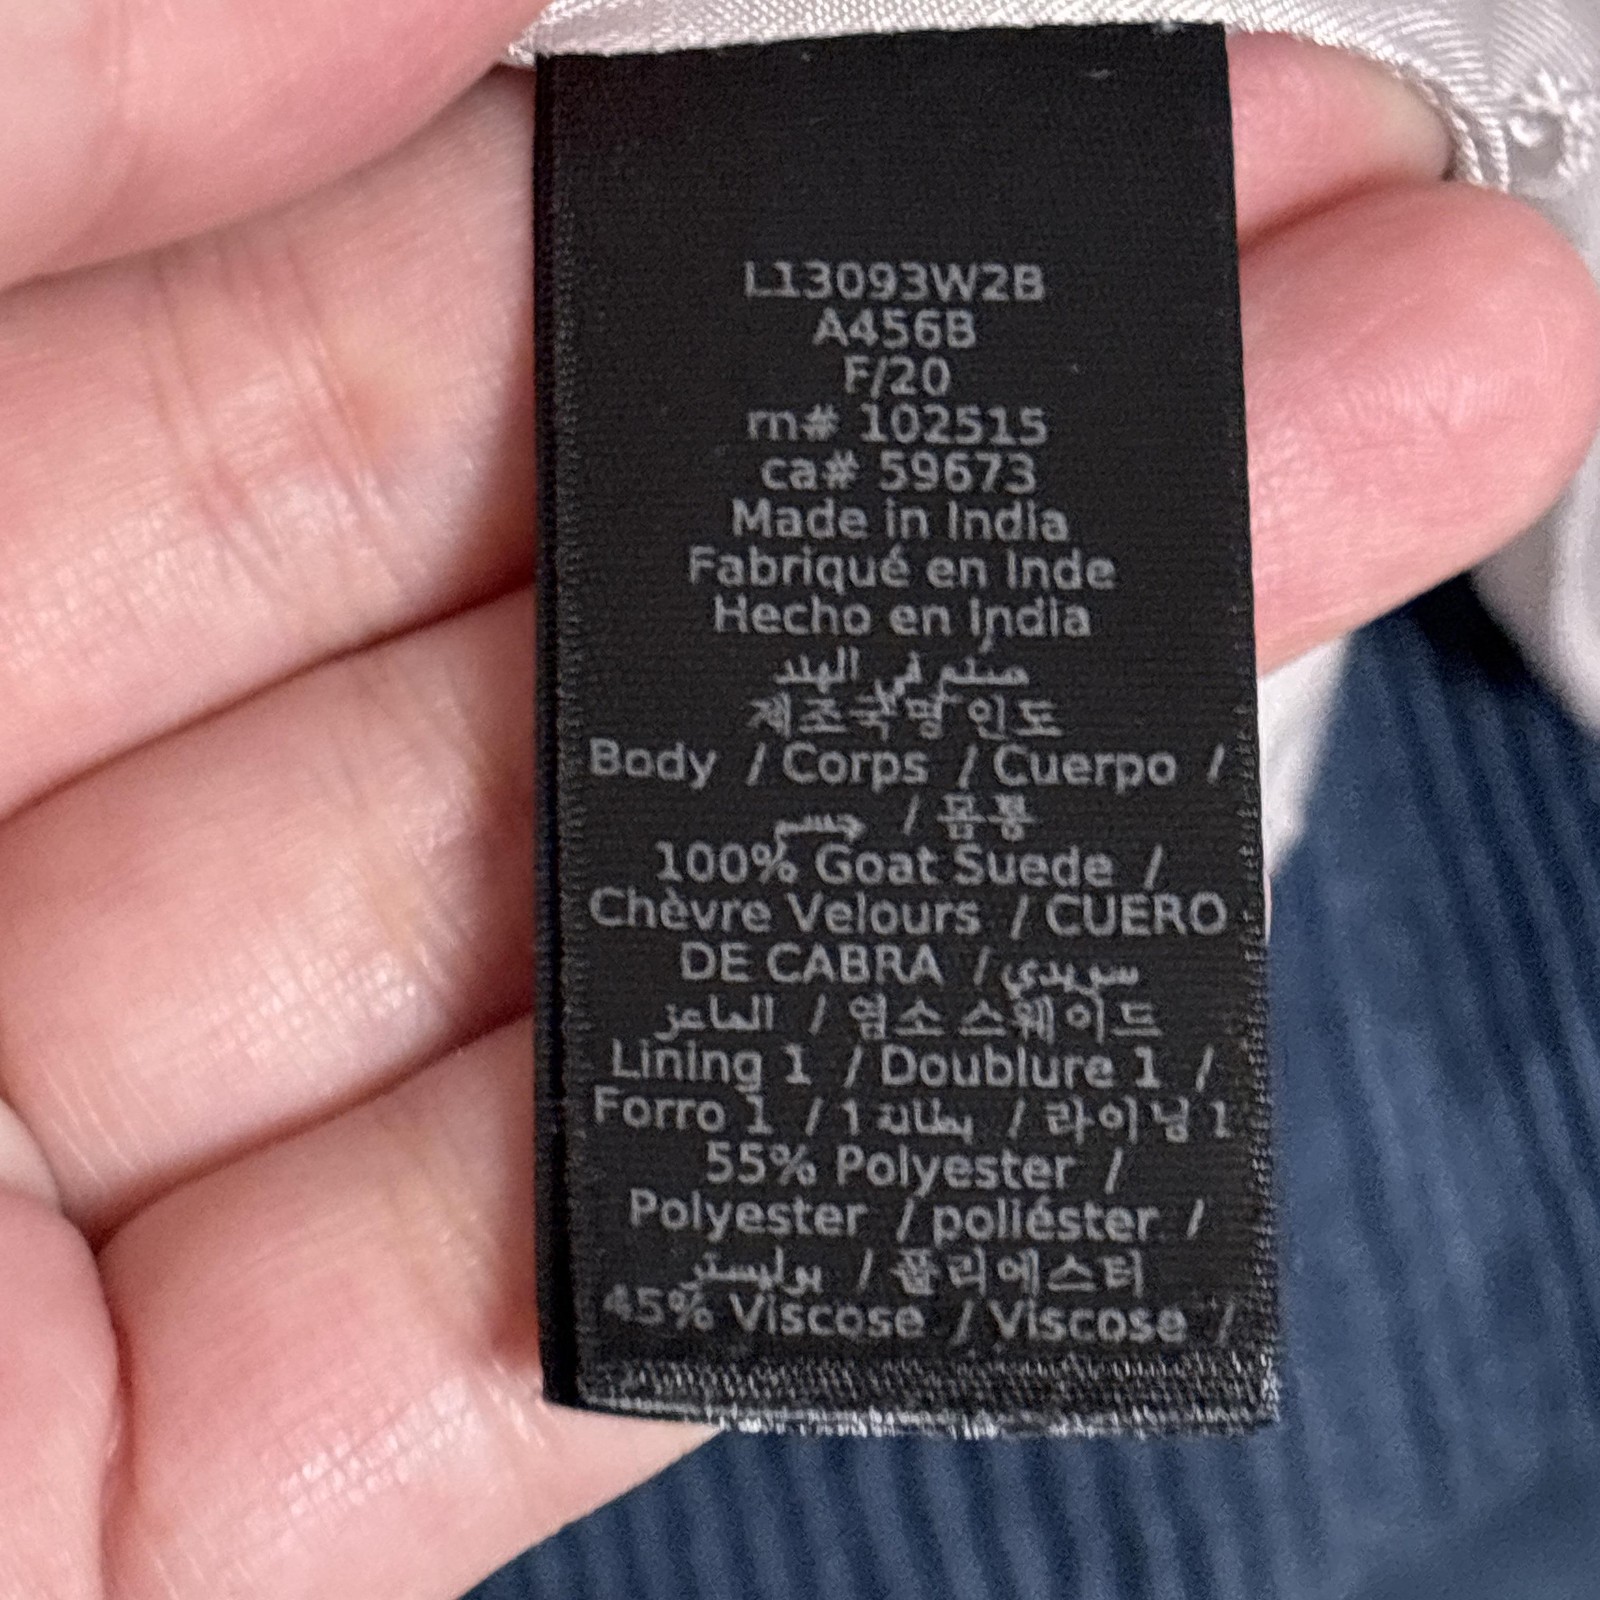 L13093W2B
A456B
F/20
rn# 102515
ca# 59673
Made in India
Fabriqué en Inde
Hecho en India
صنع في الهند
제조국명 인도
Body / Corps / Cuerpo /
جسم / 몸통
100% Goat Suede /
Chèvre Velours / CUERO
DE CABRA / سويدي
الماعز / 염소 스웨이드
Lining 1 / Doublure 1 /
Forro 1 / بطانة 1 / 라이닝 1
55% Polyester /
Polyester / poliéster /
بوليستر / 폴리에스터
45% Viscose / Viscose /